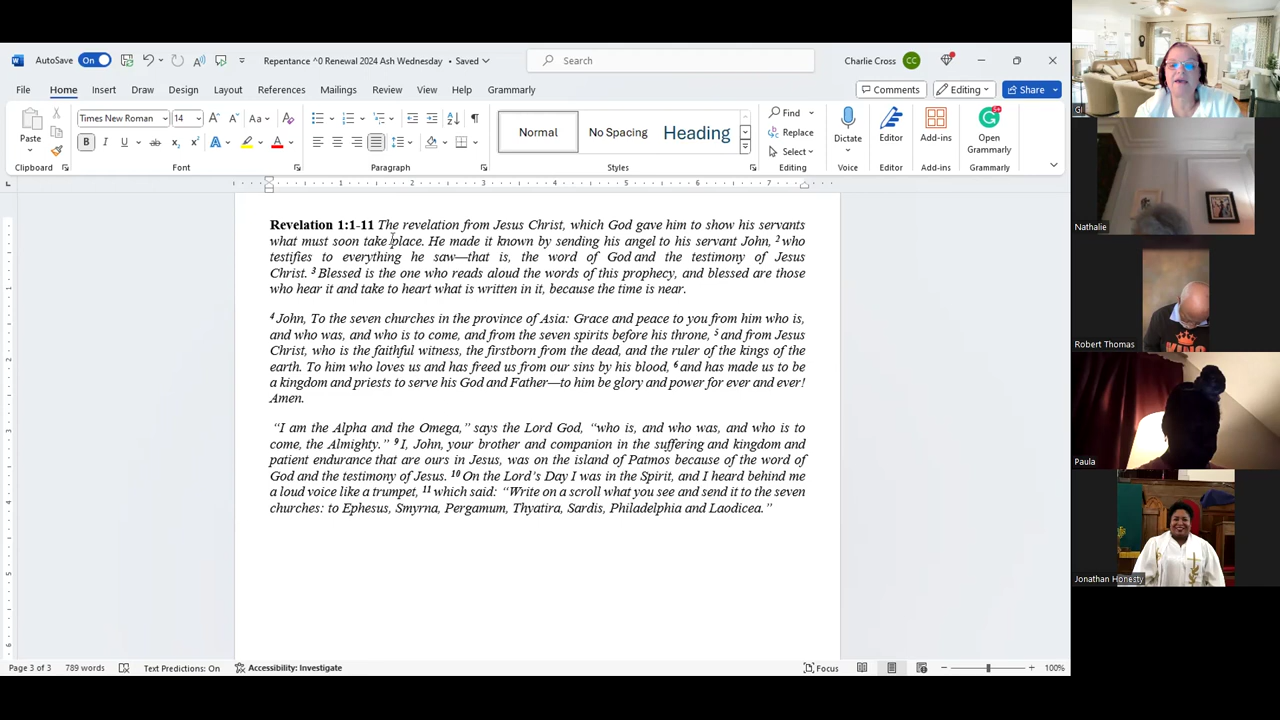 AutoSave On Repentance ^0 Renewal 2024 Ash Wednesday • Saved Search Charlie Cross CC
File Home Insert Draw Design Layout References Mailings Review View Help Grammarly Comments Editing Share
Paste Times New Roman 14 Normal No Spacing Heading Find Replace Select Dictate Editor Add-ins Open Grammarly
Clipboard Font Paragraph Styles Editing Voice Editor Add-ins Grammarly
1 2 3 4 5 6 7
Revelation 1:1-11 The revelation from Jesus Christ, which God gave him to show his servants
what must soon take place. He made it known by sending his angel to his servant John, 2 who
testifies to everything he saw—that is, the word of God and the testimony of Jesus
Christ. 3 Blessed is the one who reads aloud the words of this prophecy, and blessed are those
who hear it and take to heart what is written in it, because the time is near.
4 John, To the seven churches in the province of Asia: Grace and peace to you from him who is,
and who was, and who is to come, and from the seven spirits before his throne, 5 and from Jesus
Christ, who is the faithful witness, the firstborn from the dead, and the ruler of the kings of the
earth. To him who loves us and has freed us from our sins by his blood, 6 and has made us to be
a kingdom and priests to serve his God and Father—to him be glory and power for ever and ever!
Amen.
“I am the Alpha and the Omega,” says the Lord God, “who is, and who was, and who is to
come, the Almighty.” 9 I, John, your brother and companion in the suffering and kingdom and
patient endurance that are ours in Jesus, was on the island of Patmos because of the word of
God and the testimony of Jesus. 10 On the Lord’s Day I was in the Spirit, and I heard behind me
a loud voice like a trumpet, 11 which said: “Write on a scroll what you see and send it to the seven
churches: to Ephesus, Smyrna, Pergamum, Thyatira, Sardis, Philadelphia and Laodicea.”
Page 3 of 3 789 words Text Predictions: On Accessibility: Investigate Focus 100%
GI
Nathalie
Robert Thomas
KING
Paula
Jonathan Honesty